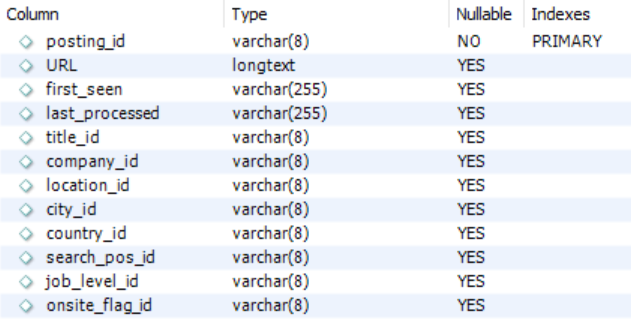 Column Type Nullable Indexes
posting_id varchar(8) NO PRIMARY
URL longtext YES
first_seen varchar(255) YES
last_processed varchar(255) YES
title_id varchar(8) YES
company_id varchar(8) YES
location_id varchar(8) YES
city_id varchar(8) YES
country_id varchar(8) YES
search_pos_id varchar(8) YES
job_level_id varchar(8) YES
onsite_flag_id varchar(8) YES